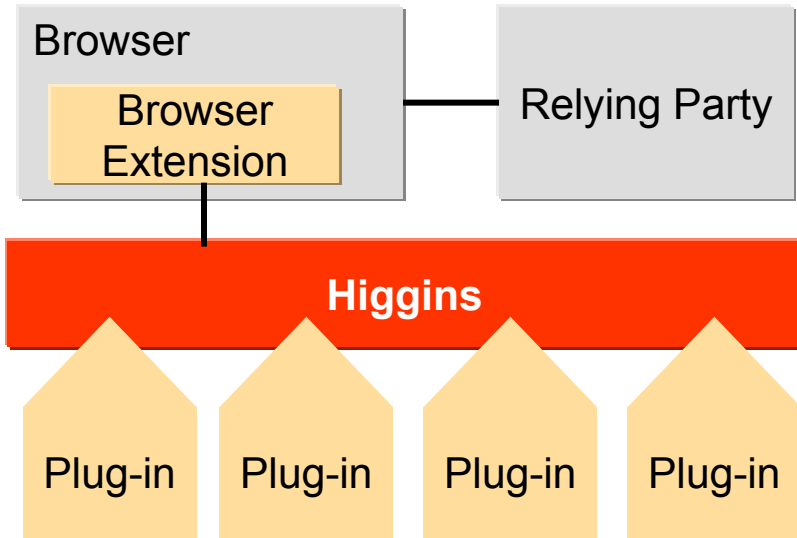 Browser
Browser
Extension
Relying Party
Higgins
Plug-in
Plug-in
Plug-in
Plug-in